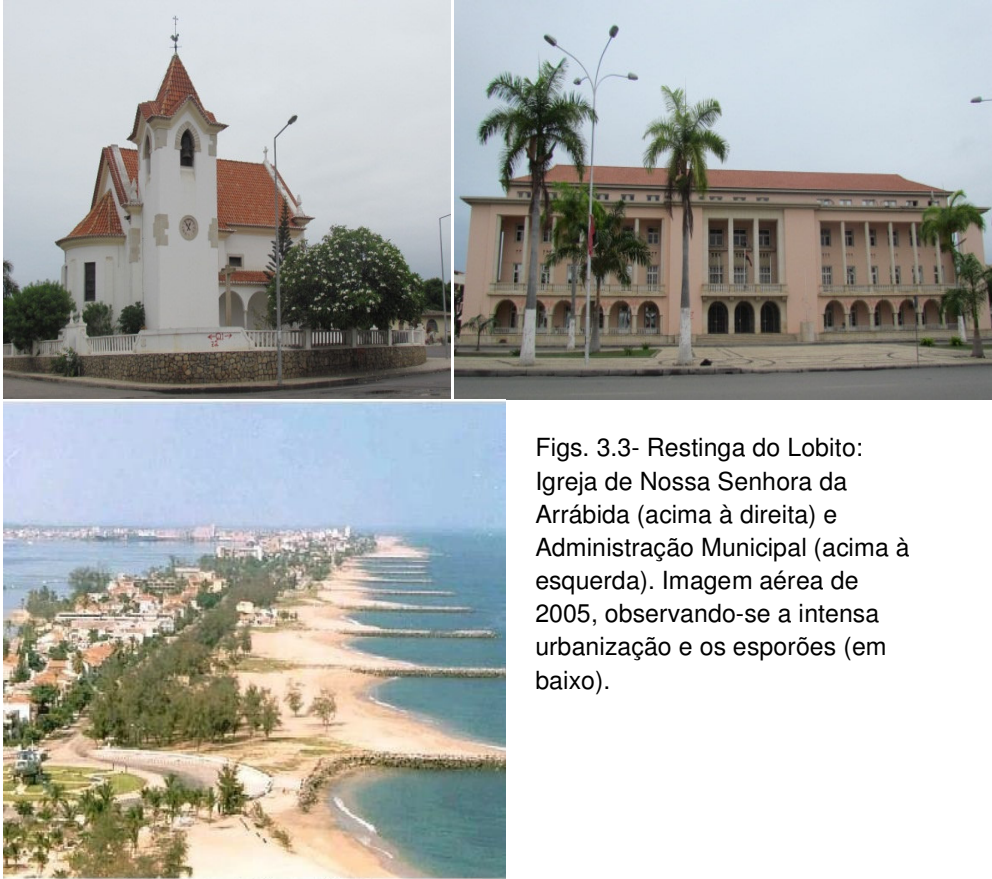 Figs. 3.3- Restinga do Lobito:
Igreja de Nossa Senhora da
Arrábida (acima à direita) e
Administração Municipal (acima à
esquerda). Imagem aérea de
2005, observando-se a intensa
urbanização e os esporões (em
baixo).